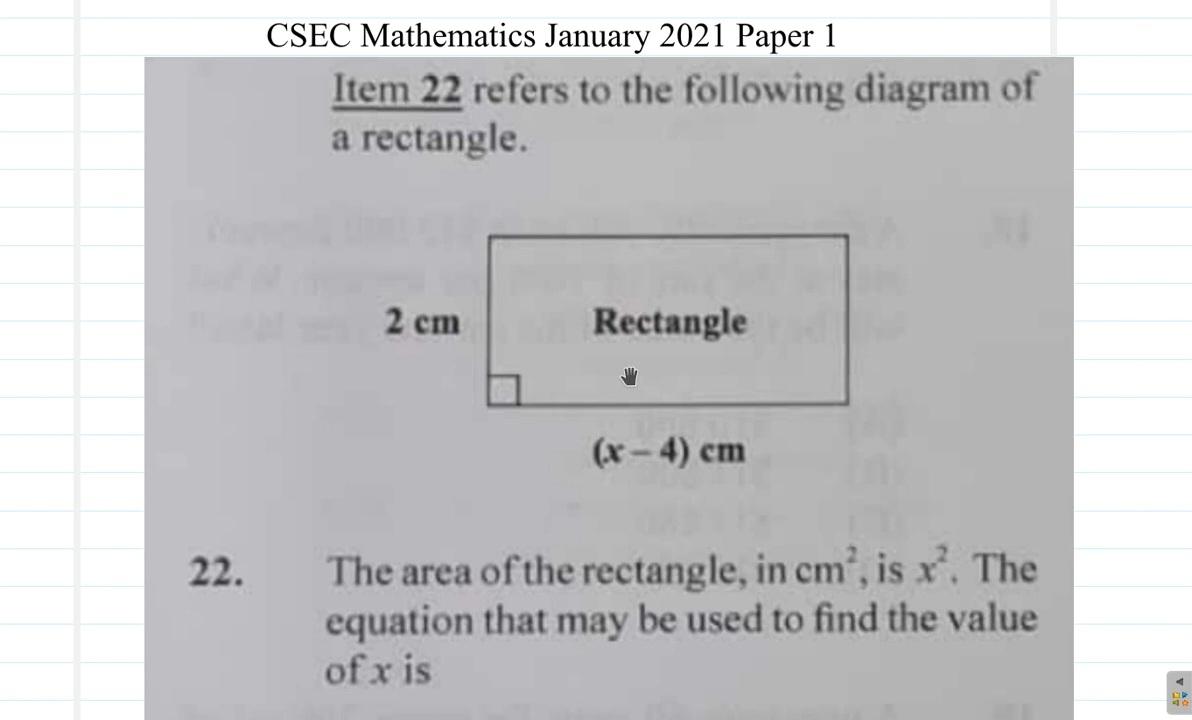 CSEC Mathematics January 2021 Paper 1
Item 22 refers to the following diagram of
a rectangle.
2 cm
Rectangle
(x – 4) cm
22. The area of the rectangle, in cm², is x². The
equation that may be used to find the value
of x is